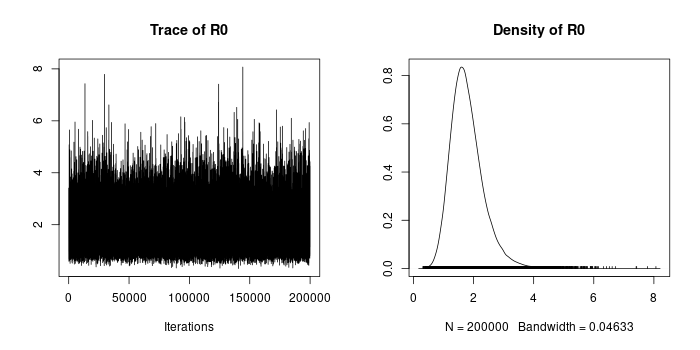 Trace of R0
8
6
4
2
0 50000 100000 150000 200000
Iterations
Density of R0
0.8
0.6
0.4
0.2
0.0
0 2 4 6 8
N = 200000 Bandwidth = 0.04633